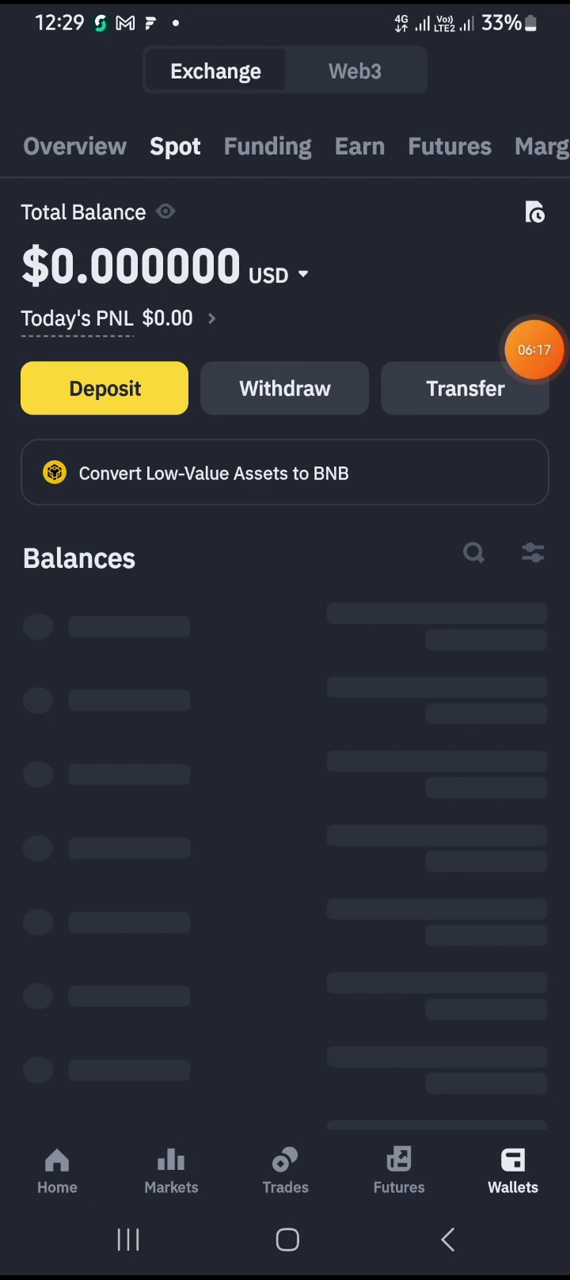 12:29 4G Vo) LTE2 33%
Exchange Web3
Overview Spot Funding Earn Futures Marg
Total Balance
$0.000000 USD
Today's PNL $0.00
06:17
Deposit Withdraw Transfer
Convert Low-Value Assets to BNB
Balances
Home Markets Trades Futures Wallets